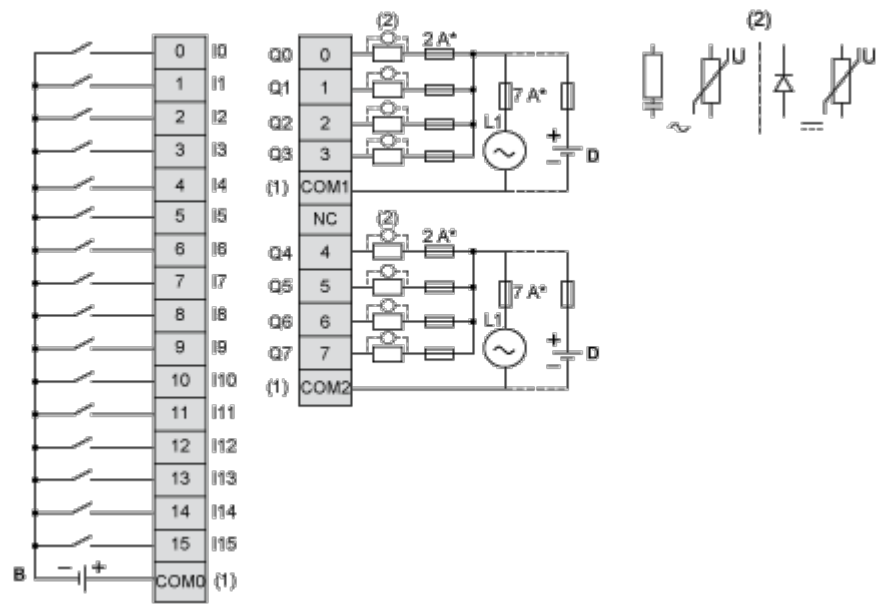 0 I0
1 I1
2 I2
3 I3
4 I4
5 I5
6 I6
7 I7
8 I8
9 I9
10 I10
11 I11
12 I12
13 I13
14 I14
15 I15
B − + COM0 (1)
(2)
Q0 0 2 A*
Q1 1
7 A*
Q2 2 L1
+
Q3 3
− D
(1) COM1
NC
(2)
Q4 4 2 A*
Q5 5
7 A*
Q6 6 L1
+
Q7 7
− D
(1) COM2
(2)
U U